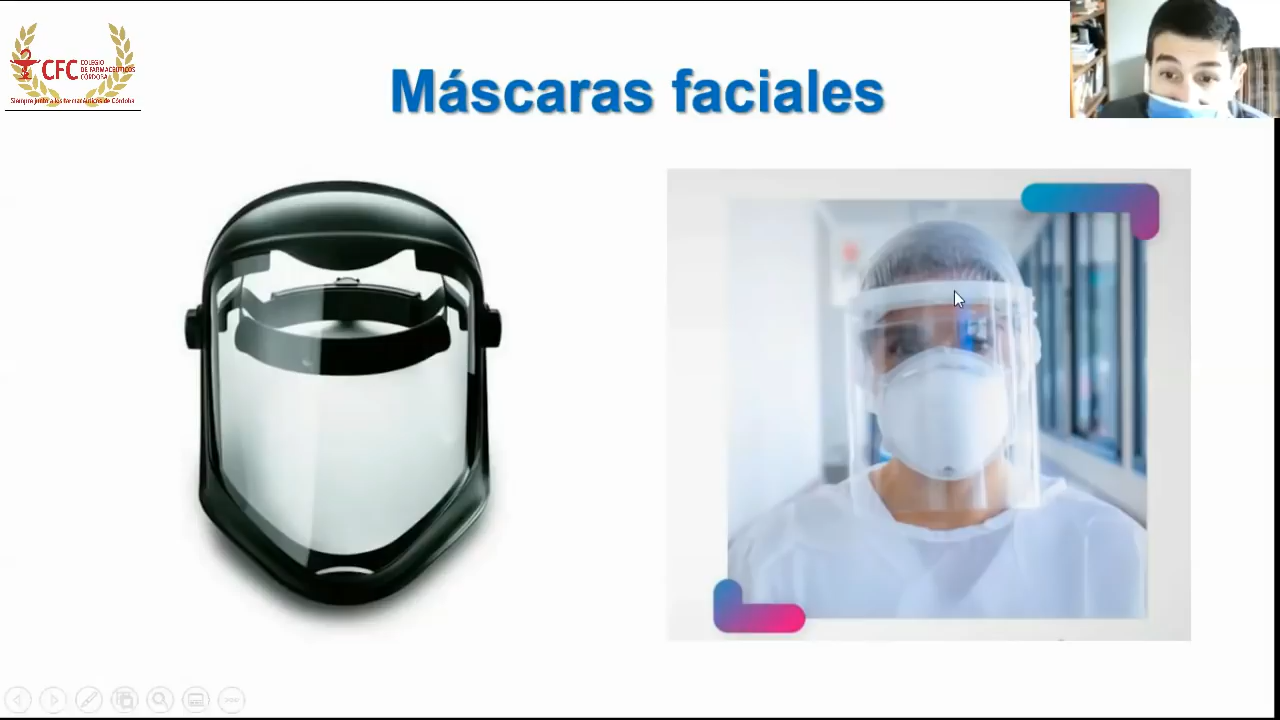 CFC
COLEGIO
DE FARMACÉUTICOS
CÓRDOBA
Siempre junto a los farmacéuticos de Córdoba
Máscaras faciales